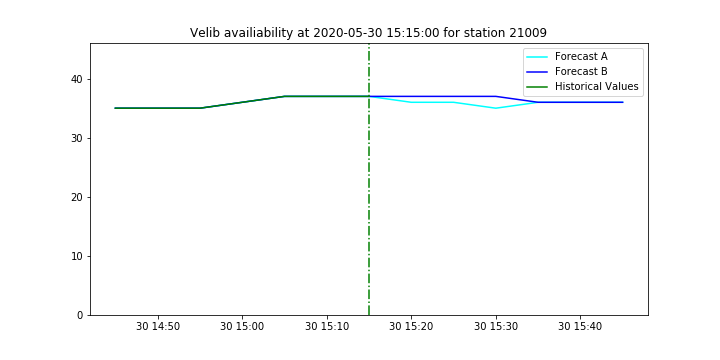 Velib availiability at 2020-05-30 15:15:00 for station 21009
Forecast A
Forecast B
Historical Values
40
30
20
10
0
30 14:50 30 15:00 30 15:10 30 15:20 30 15:30 30 15:40